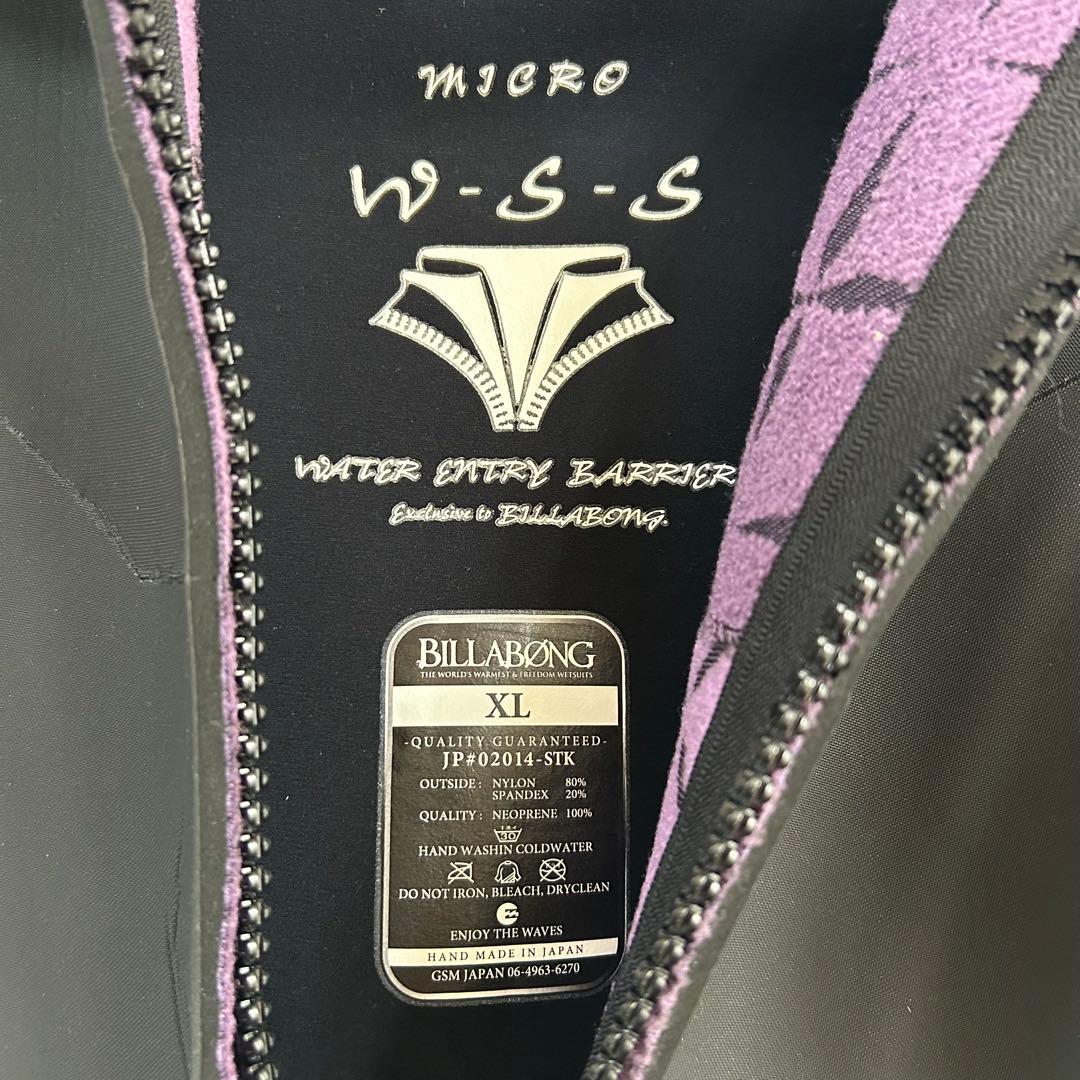 MICRO
W-S-S
WATER ENTRY BARRIER
Exclusive to BILLABONG.
BILLABØNG
THE WORLD'S WARMEST & FREEDOM WETSUITS
XL
-QUALITY GUARANTEED-
JP#02014-STK
OUTSIDE: NYLON 80%
SPANDEX 20%
QUALITY: NEOPRENE 100%
30
HAND WASHIN COLDWATER
DO NOT IRON, BLEACH, DRYCLEAN
ENJOY THE WAVES
HAND MADE IN JAPAN
GSM JAPAN 06-4963-6270